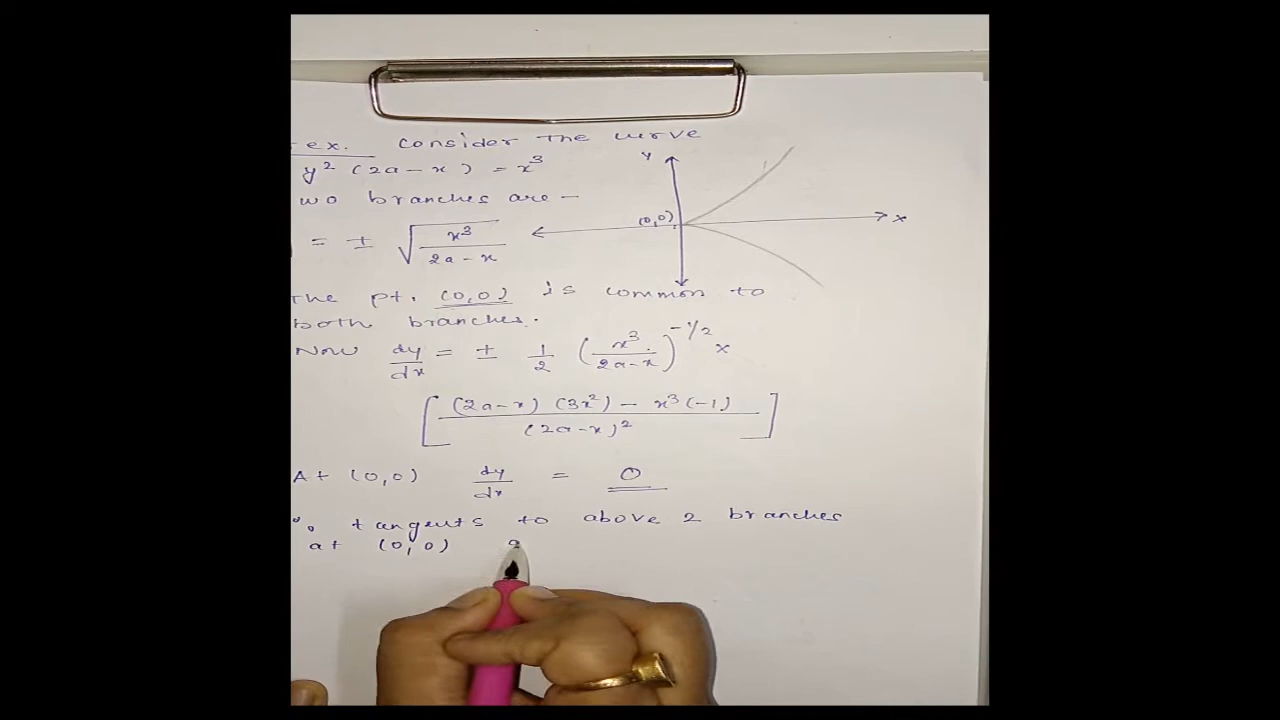 ex. Consider the curve
y² (2a - x) = x³
wo branches are -
= ± √(x³ / (2a - x))
y
x
(0,0)
The pt. (0,0) is common to
both branches.
Now dy/dx = ± 1/2 (x³ / (2a-x))^(-1/2) ×
[ ((2a-x) (3x²) - x³ (-1)) / (2a-x)² ]
At (0,0) dy/dx = 0
∴ tangents to above 2 branches
at (0,0)